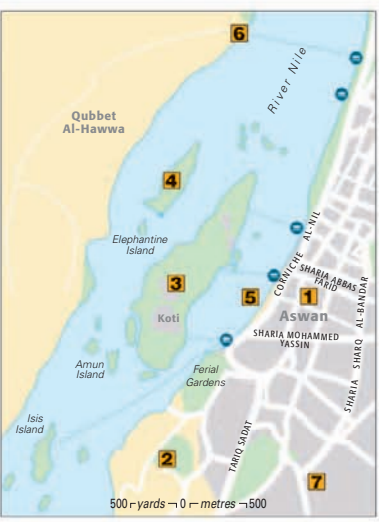 6
River Nile
Qubbet
Al-Hawwa
4
Elephantine
Island
CORNICHE AL-NIL
SHARIA ABBAS
FARID
3
5
1
Koti
Aswan
SHARIA MOHAMMED
YASSIN
SHARIA SHARQ AL-BANDAR
Amun
Island
Ferial
Gardens
Isis
Island
TARIQ SADAT
2
7
500 yards 0 metres 500